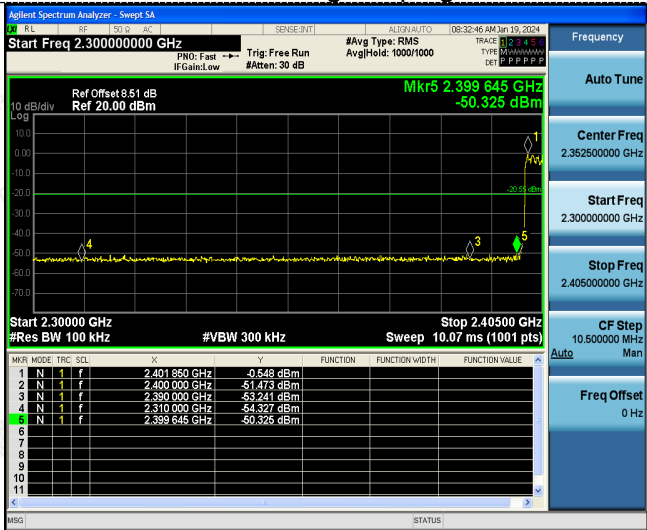 Agilent Spectrum Analyzer - Swept SA
RL RF 50 Ω AC SENSE:INT ALIGN AUTO 08:32:46 AM Jan 19, 2024
Start Freq 2.300000000 GHz
PNO: Fast
IFGain:Low
Trig: Free Run
#Atten: 30 dB
#Avg Type: RMS
Avg|Hold: 1000/1000
TRACE 1 2 3 4 5 6
TYPE M
DET P P P P P P
Ref Offset 8.51 dB
Ref 20.00 dBm
10 dB/div
Log
Mkr5 2.399 645 GHz
-50.325 dBm
10.0
0.00
-10.0
-20.0
-30.0
-40.0
-50.0
-60.0
-70.0
-20.55 dBm
1
4
3
5
Start 2.30000 GHz
Stop 2.40500 GHz
#Res BW 100 kHz #VBW 300 kHz Sweep 10.07 ms (1001 pts)
MKR MODE TRC SCL X Y FUNCTION FUNCTION WIDTH FUNCTION VALUE
1 N 1 f 2.401 850 GHz -0.548 dBm
2 N 1 f 2.400 000 GHz -51.473 dBm
3 N 1 f 2.390 000 GHz -53.241 dBm
4 N 1 f 2.310 000 GHz -54.327 dBm
5 N 1 f 2.399 645 GHz -50.325 dBm
6
7
8
9
10
11
MSG STATUS
Frequency
Auto Tune
Center Freq
2.352500000 GHz
Start Freq
2.300000000 GHz
Stop Freq
2.405000000 GHz
CF Step
10.500000 MHz
Auto Man
Freq Offset
0 Hz